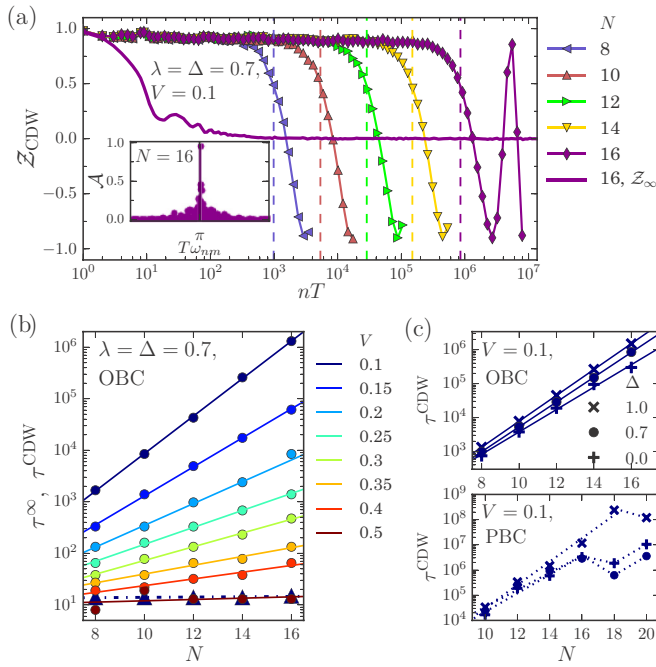 (a)
1.0
0.5
0.0
−0.5
−1.0
𝒵_CDW
λ = Δ = 0.7,
V = 0.1
N = 16
𝒜
1.0
0.5
0.0
π
Tω_nm
10^0 10^1 10^2 10^3 10^4 10^5 10^6 10^7
nT
N
8
10
12
14
16
16, 𝒵_∞
(b)
λ = Δ = 0.7,
OBC
τ^∞, τ^CDW
10^6
10^5
10^4
10^3
10^2
10^1
8 10 12 14 16
N
V
0.1
0.15
0.2
0.25
0.3
0.35
0.4
0.5
(c)
V = 0.1,
OBC
τ^CDW
10^6
10^5
10^4
10^3
Δ
1.0
0.7
0.0
8 10 12 14 16
V = 0.1,
PBC
τ^CDW
10^9
10^8
10^7
10^6
10^5
10^4
10 12 14 16 18 20
N